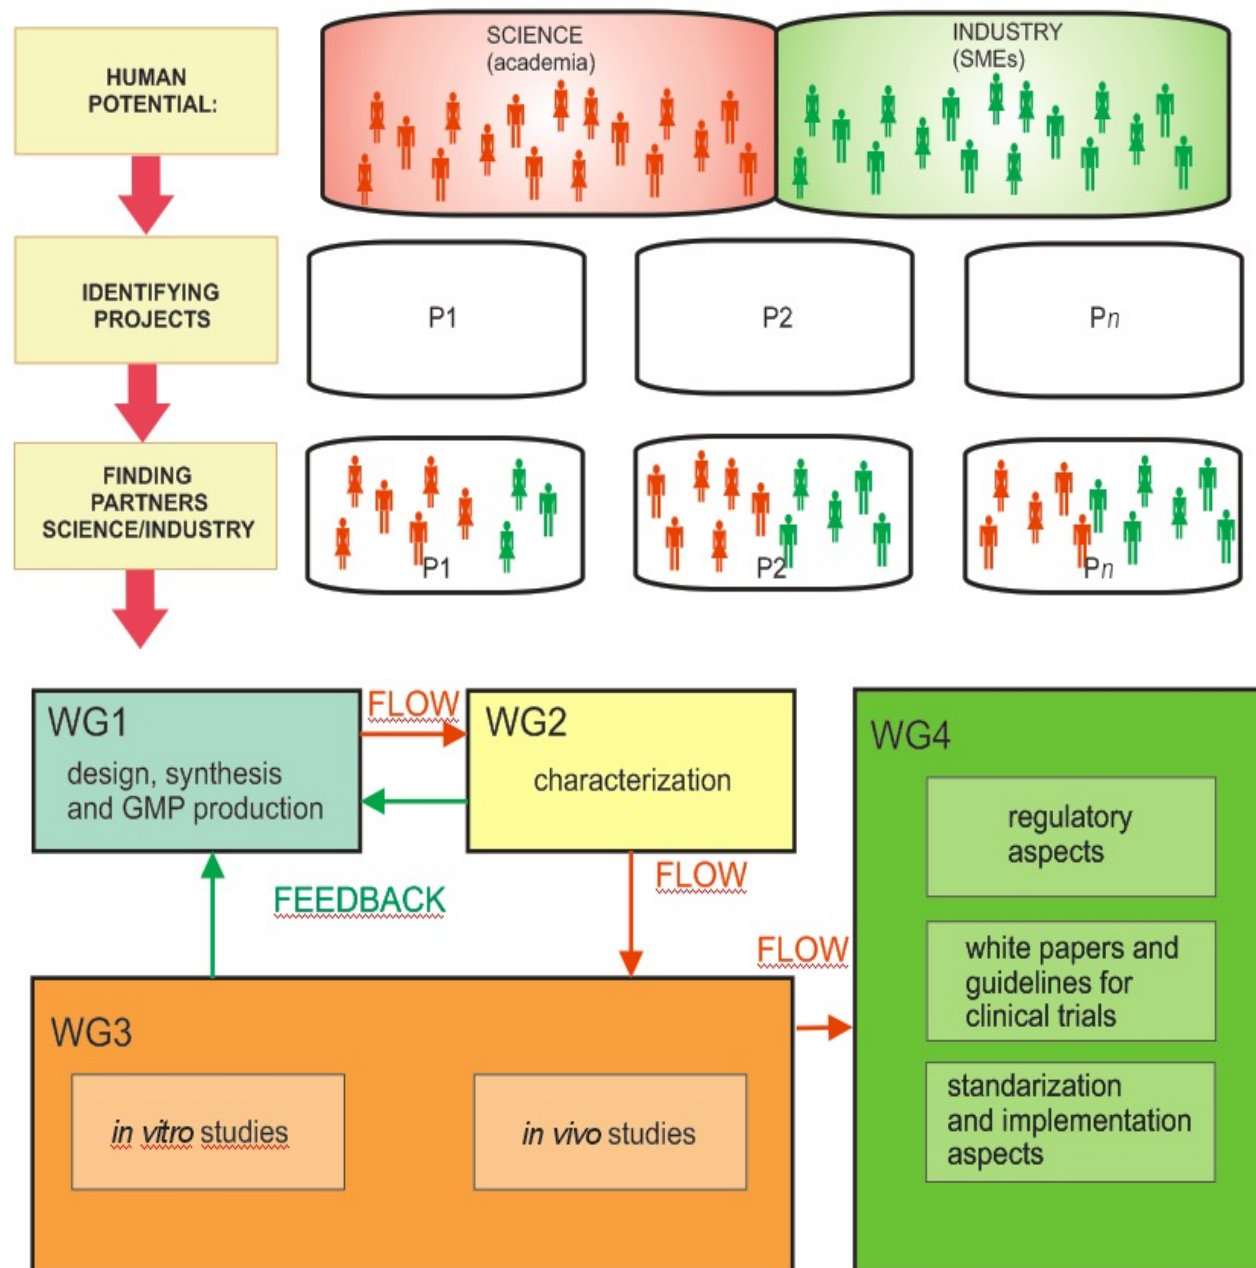 HUMAN
POTENTIAL:
SCIENCE
(academia)
INDUSTRY
(SMEs)
IDENTIFYING
PROJECTS
P1
P2
Pn
FINDING
PARTNERS
SCIENCE/INDUSTRY
P1
P2
Pn
WG1
design, synthesis
and GMP production
FLOW
WG2
characterization
FEEDBACK
FLOW
FLOW
WG3
in vitro studies
in vivo studies
WG4
regulatory
aspects
white papers and
guidelines for
clinical trials
standarization
and implementation
aspects